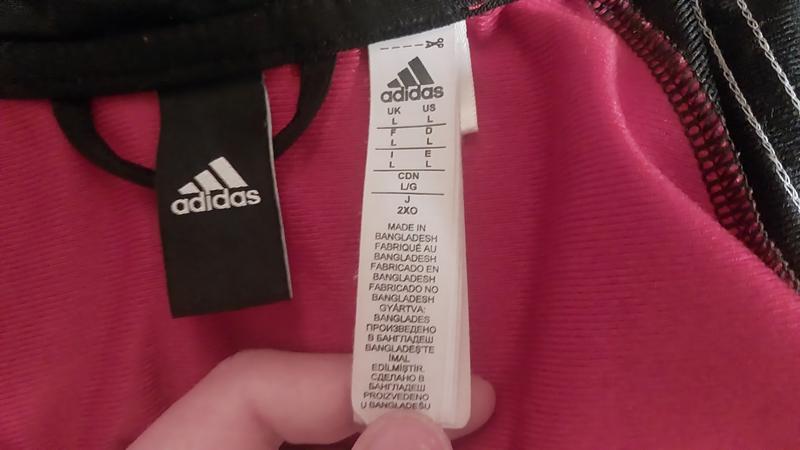 adidas
adidas
UK US
L L
F D
L L
I E
L L
CDN
L/G
J
2XO
MADE IN
BANGLADESH
FABRIQUÉ AU
BANGLADESH
FABRICADO EN
BANGLADESH
FABRICADO NO
BANGLADESH
GYÁRTVA:
BANGLADES
ПРОИЗВЕДЕНО
В БАНГЛАДЕШ
BANGLADEŞ'TE
İMAL
EDİLMİŞTİR.
СДЕЛАНО В
БАНГЛАДЕШ
PROIZVEDENO
U BANGLADEŠU